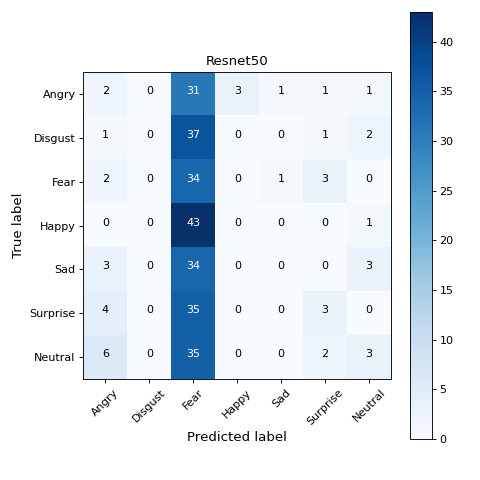 Resnet50
True label
Angry 2 0 31 3 1 1 1
Disgust 1 0 37 0 0 1 2
Fear 2 0 34 0 1 3 0
Happy 0 0 43 0 0 0 1
Sad 3 0 34 0 0 0 3
Surprise 4 0 35 0 0 3 0
Neutral 6 0 35 0 0 2 3
Angry Disgust Fear Happy Sad Surprise Neutral
Predicted label
40
35
30
25
20
15
10
5
0